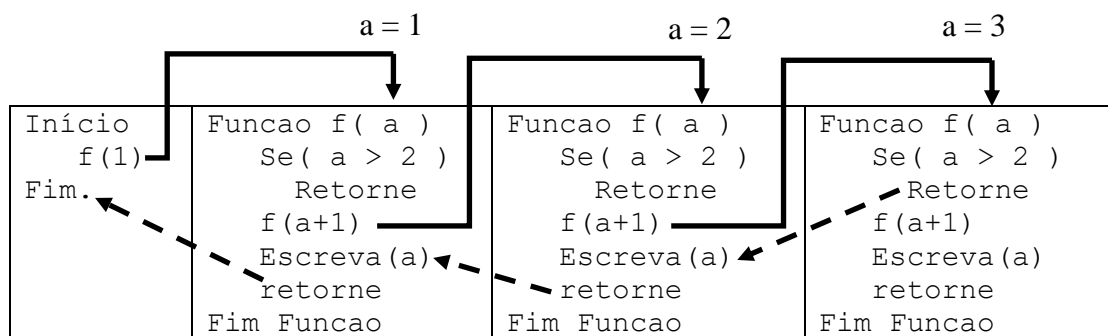 a = 1
a = 2
a = 3
Início
f(1)
Fim.
Funcao f( a )
Se( a > 2 )
Retorne
f(a+1)
Escreva(a)
retorne
Fim Funcao
Funcao f( a )
Se( a > 2 )
Retorne
f(a+1)
Escreva(a)
retorne
Fim Funcao
Funcao f( a )
Se( a > 2 )
Retorne
f(a+1)
Escreva(a)
retorne
Fim Funcao